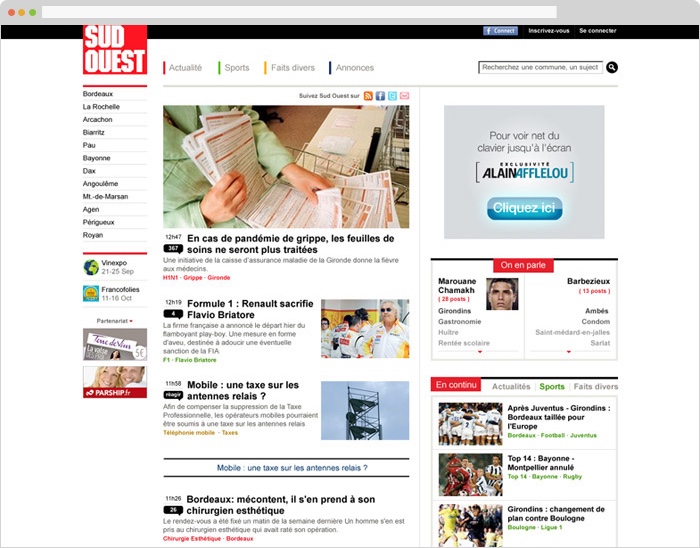 Connect
Inscrivez-vous
Se connecter
SUD
OUEST
Actualité
Sports
Faits divers
Annonces
Recherchez une commune, un suject
Suivez Sud Ouest sur
Bordeaux
La Rochelle
Arcachon
Biarritz
Pau
Bayonne
Dax
Angoulême
Mt.-de-Marsan
Agen
Périgueux
Royan
Vinexpo
21-25 Sep
Francofolies
11-16 Oct
Partenariat
5€
PARSHIP.fr
12h47
367
En cas de pandémie de grippe, les feuilles de
soins ne seront plus traitées
Une initiative de la caisse d'assurance maladie de la Gironde donne la fièvre
aux médecins.
H1N1 · Grippe · Gironde
12h19
4
Formule 1 : Renault sacrifie
Flavio Briatore
La firme française a annoncé le départ hier du
flamboyant play-boy. Une mesure en forme
d'aveu, destinée à adoucir une éventuelle
sanction de la FIA
F1 · Flavio Briatore
11h58
réagir
Mobile : une taxe sur les
antennes relais ?
Afin de compenser la suppression de la Taxe
Professionnelle, les opérateurs mobiles pourraient
être soumis à une taxe sur les antennes relais
Téléphonie mobile · Taxes
Mobile : une taxe sur les antennes relais ?
11h26
26
Bordeaux: mécontent, il s'en prend à son
chirurgien esthétique
Le rendez-vous a été fixé un matin de la semaine dernière Un homme s'en est
pris au chirurgien esthétique qui avait raté son opération.
Chirurgie Esthétique · Bordeaux
Pour voir net du
clavier jusqu'à l'écran
EXCLUSIVITÉ
ALAIN AFFLELOU
Cliquez ici
On en parle
Marouane
Chamakh
( 28 posts )
Girondins
Gastronomie
Huître
Rentrée scolaire
Barbezieux
( 13 posts )
Ambés
Condom
Saint-médard-en-jalles
Sarlat
En continu
Actualités
Sports
Faits divers
Après Juventus - Girondins :
Bordeaux taillée pour
l'Europe
Bordeaux · Football · Juventus
Top 14 : Bayonne -
Montpellier annulé
Top 14 · Bayonne · Rugby
Girondins : changement de
plan contre Boulogne
Boulogne · Ligue 1